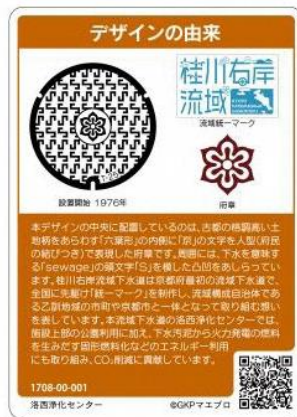 デザインの由来
桂川右岸
流域
流域統一マーク
T-25
設置開始 1976年
府章
本デザインの中央に配置しているのは、古都の格調高い土
地柄をあらわす「六葉形」の内側に「京」の文字を人型(府民
の結びつき)で表現した府章です。周囲には、下水を意味す
る「sewage」の頭文字「S」を模した凸凹をあしらっていま
す。桂川右岸流域下水道は京都府最初の流域下水道で、
全国に先駆け「統一マーク」を制作し、流域構成自治体であ
る乙訓地域の市町や京都市と一体となって取り組む想い
を表しています。本流域下水道の洛西浄化センターでは、
施設上部の公園利用に加え、下水汚泥から火力発電の燃料
を生みだす固形燃料化などのエネルギー利用
にも取り組み、CO₂削減に貢献しています。
1708-00-001
洛西浄化センター
©GKPマエプロ